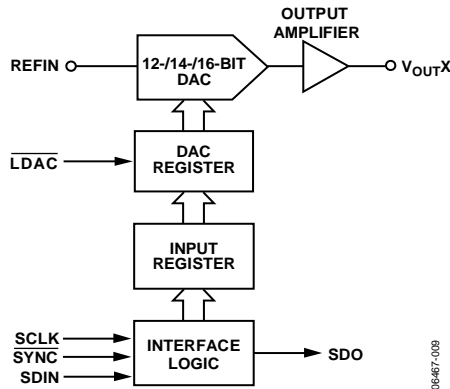 OUTPUT
AMPLIFIER
REFIN
12-/14-/16-BIT
DAC
V_OUTX
LDAC
DAC
REGISTER
INPUT
REGISTER
SCLK
SYNC
SDIN
INTERFACE
LOGIC
SDO
06467-009